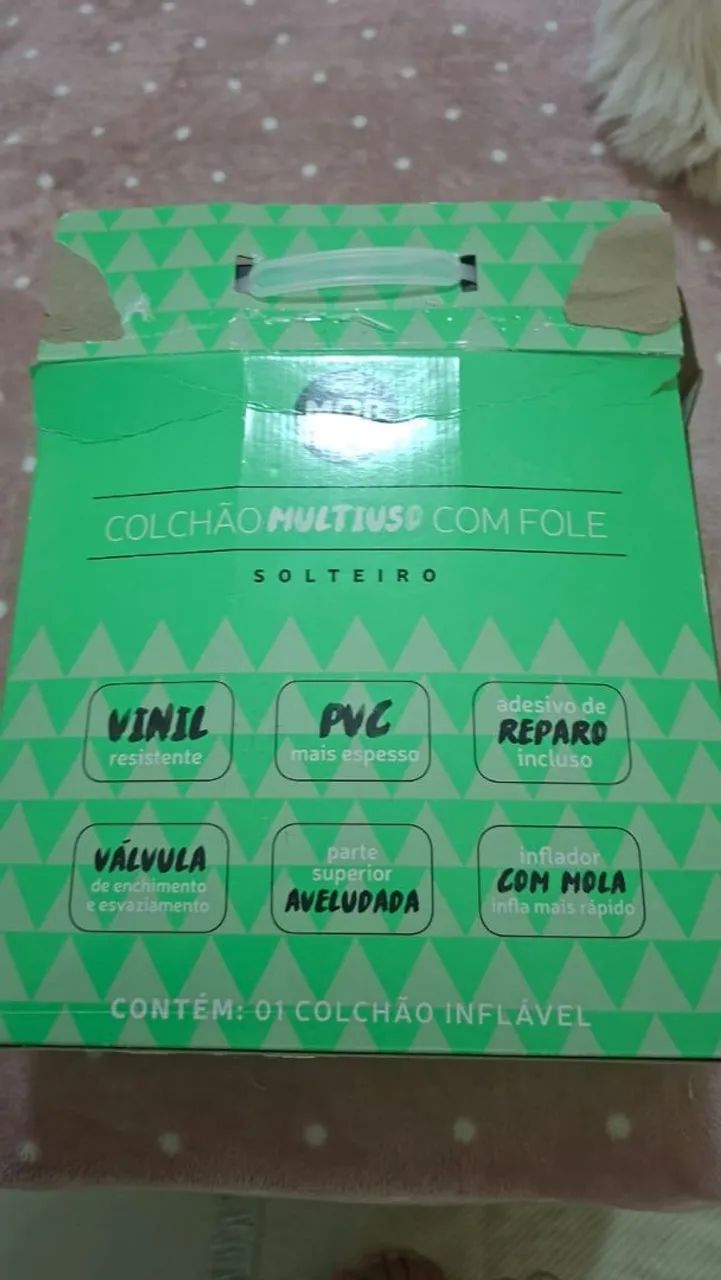 MOR
COLCHÃO MULTIUSO COM FOLE
SOLTEIRO
VINIL
resistente
PVC
mais espesso
adesivo de
REPARO
incluso
VÁLVULA
de enchimento
e esvaziamento
parte
superior
AVELUDADA
inflador
COM MOLA
infla mais rápido
CONTÉM: 01 COLCHÃO INFLÁVEL